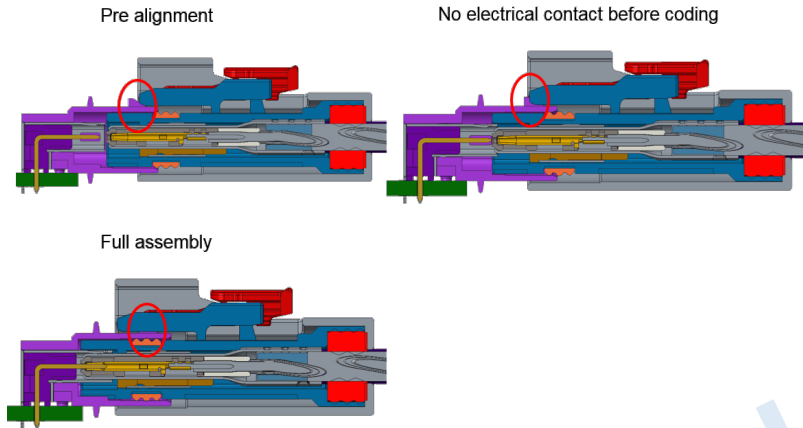 Pre alignment
No electrical contact before coding
Full assembly